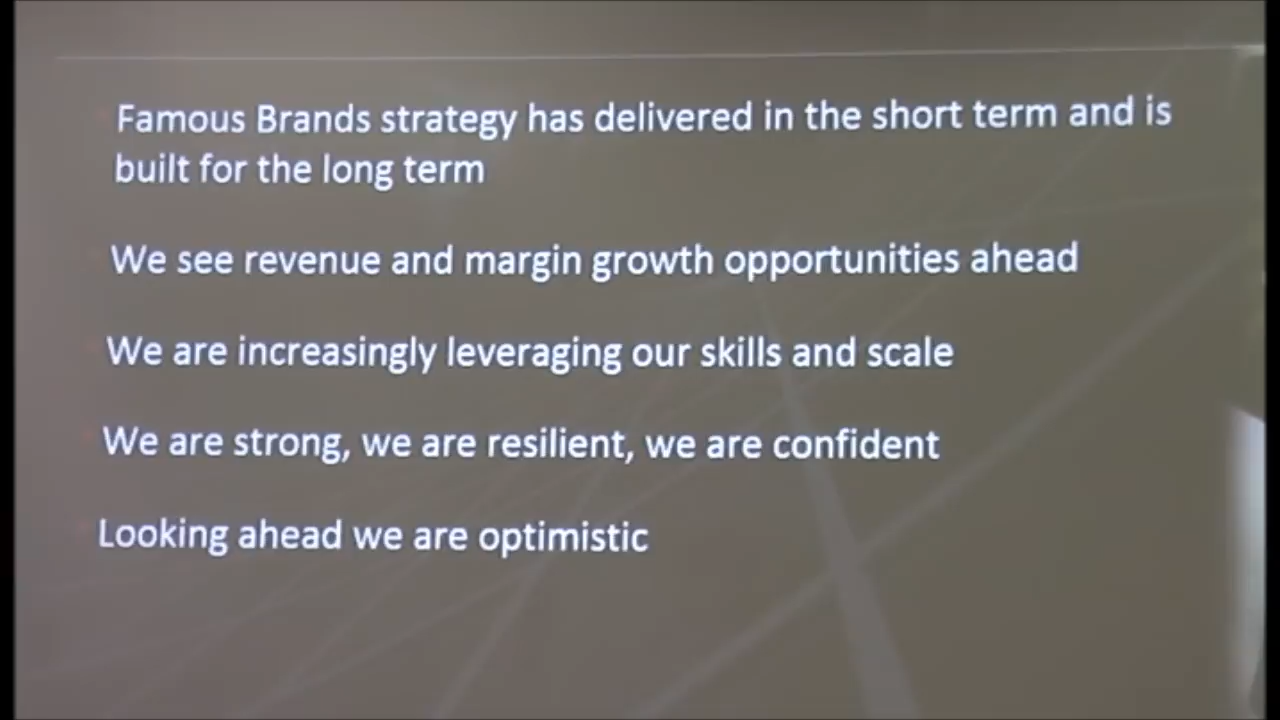 Famous Brands strategy has delivered in the short term and is
built for the long term
We see revenue and margin growth opportunities ahead
We are increasingly leveraging our skills and scale
We are strong, we are resilient, we are confident
Looking ahead we are optimistic